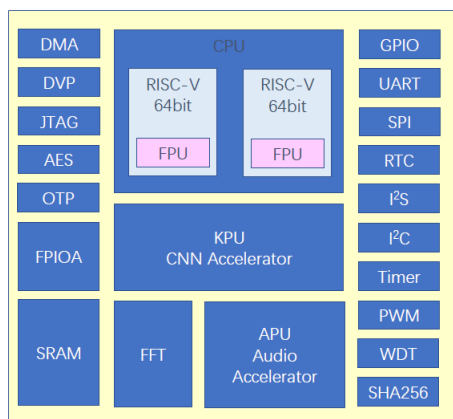 DMA
DVP
JTAG
AES
OTP
FPIOA
SRAM
CPU
RISC-V
64bit
FPU
RISC-V
64bit
FPU
KPU
CNN Accelerator
FFT
APU
Audio
Accelerator
GPIO
UART
SPI
RTC
I²S
I²C
Timer
PWM
WDT
SHA256